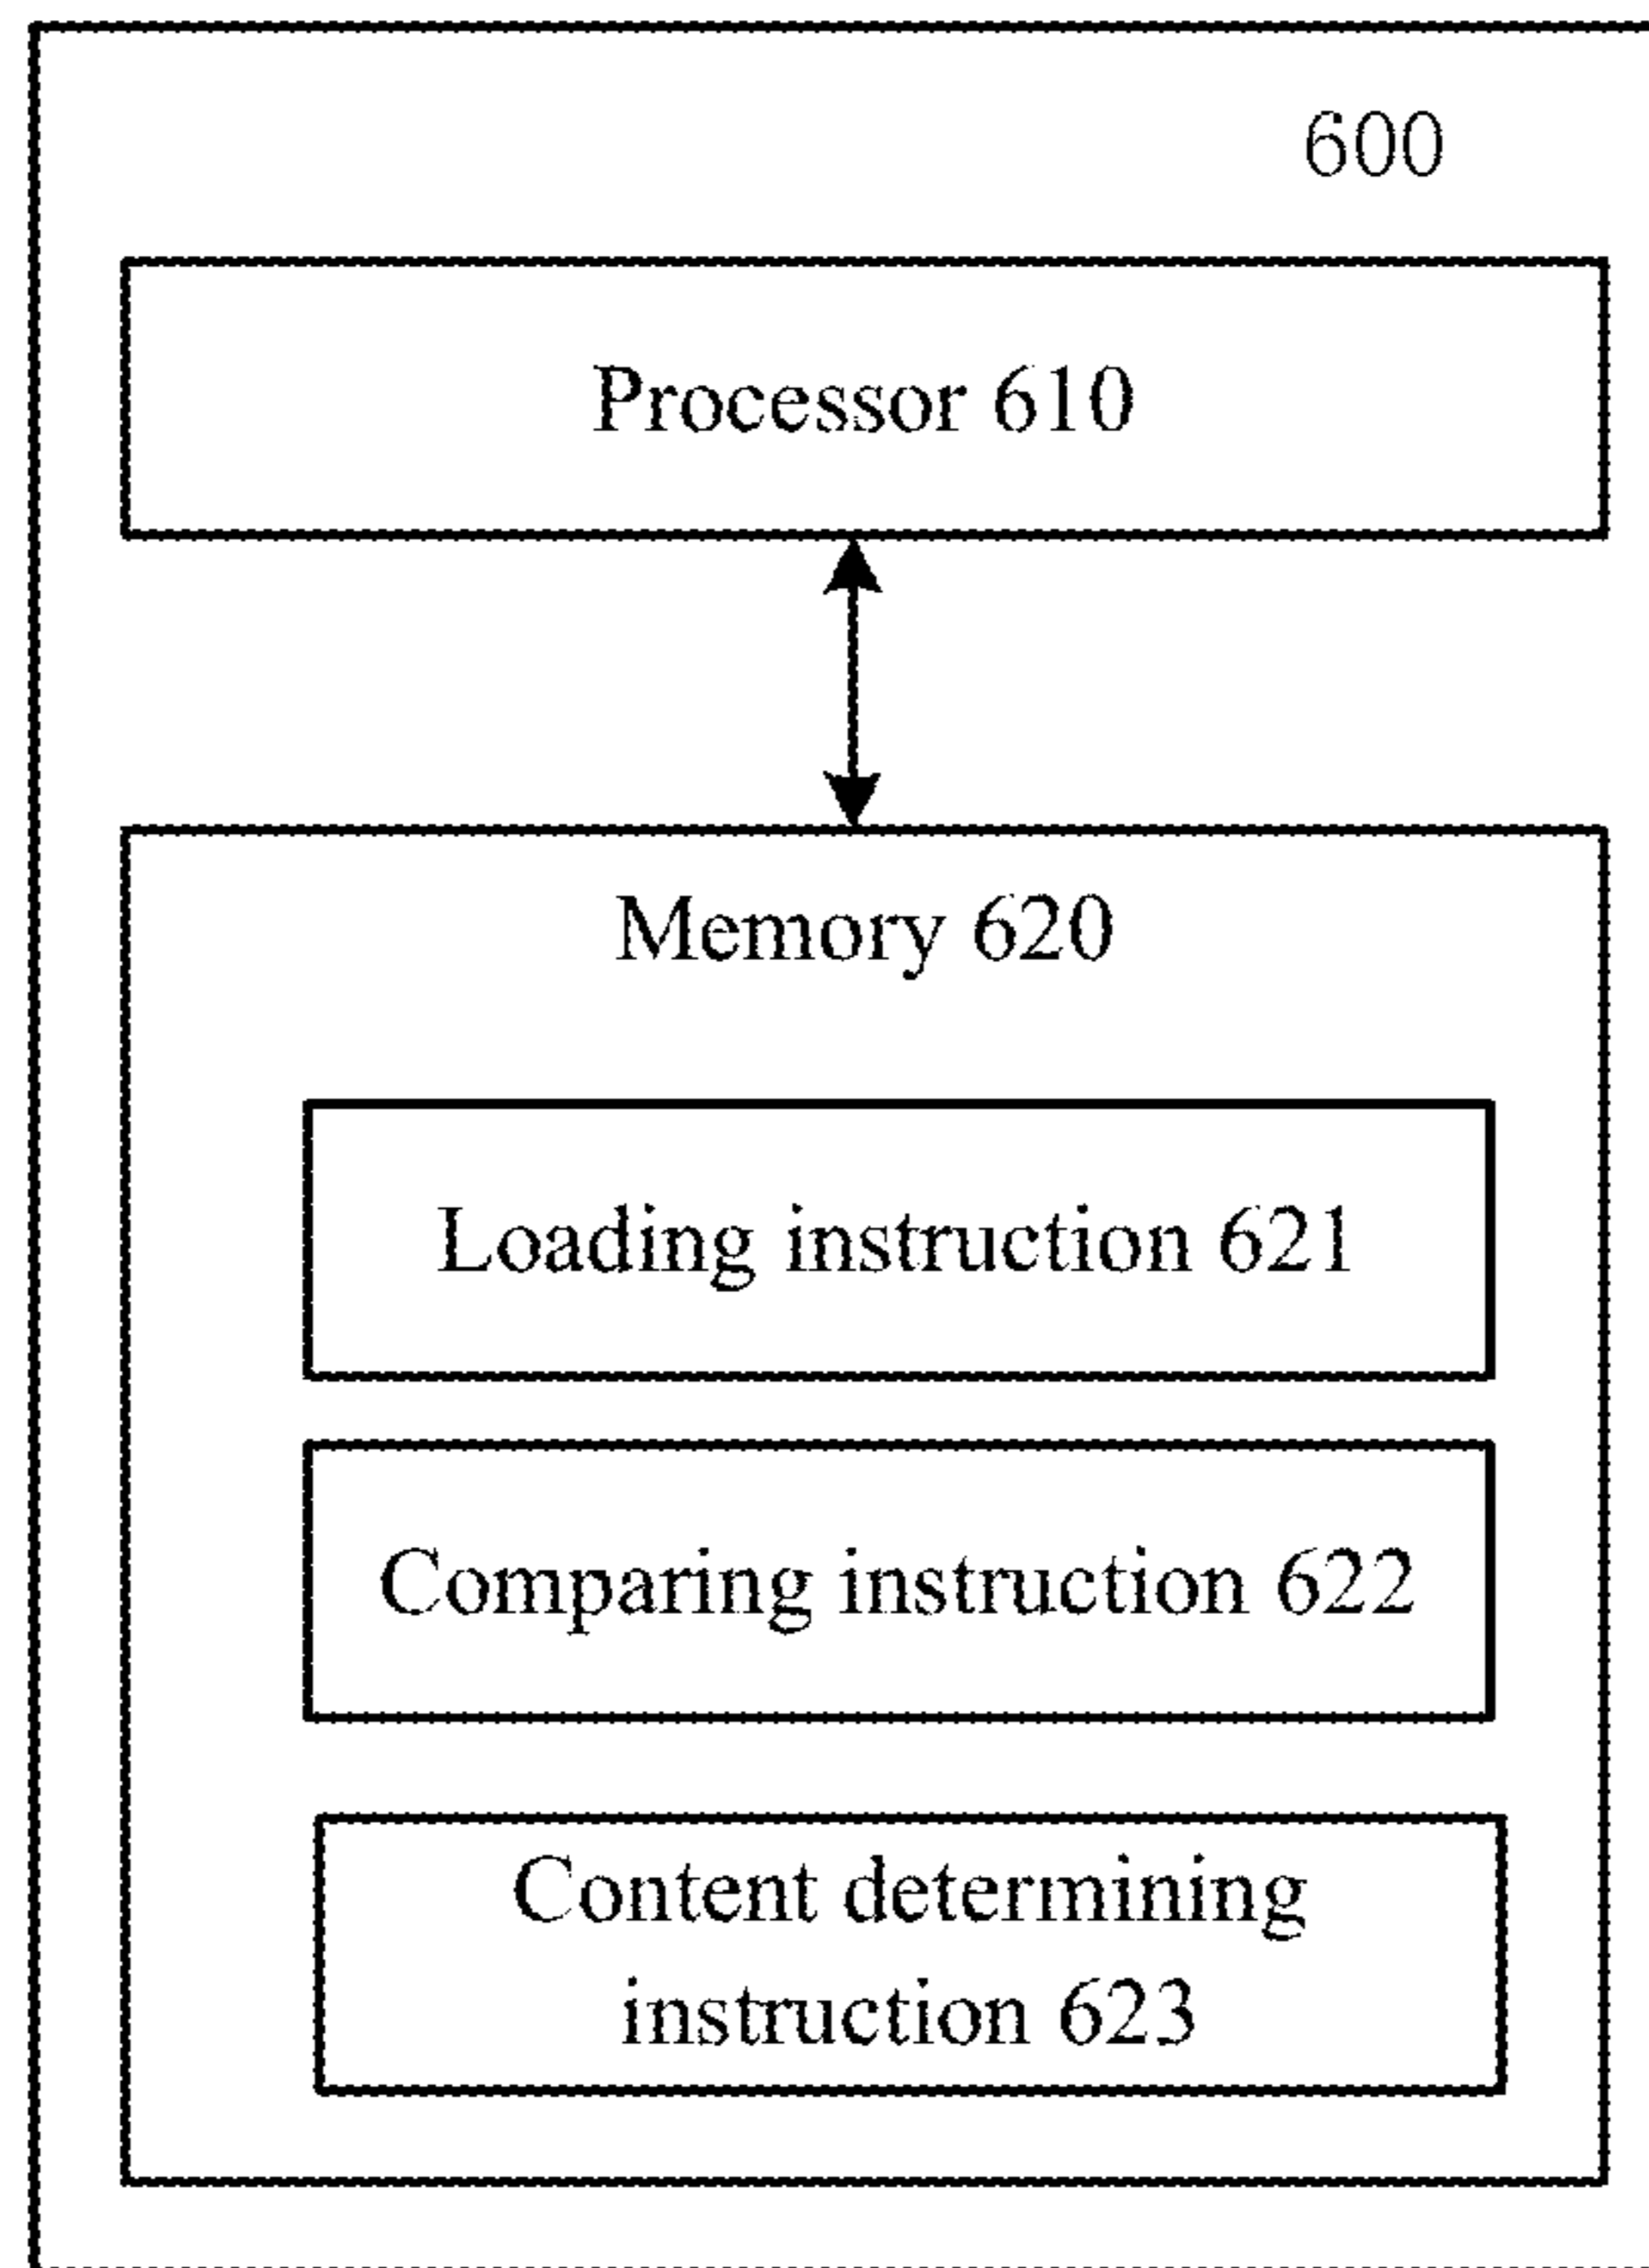 600
Processor 610
Memory 620
Loading instruction 621
Comparing instruction 622
Content determining
instruction 623